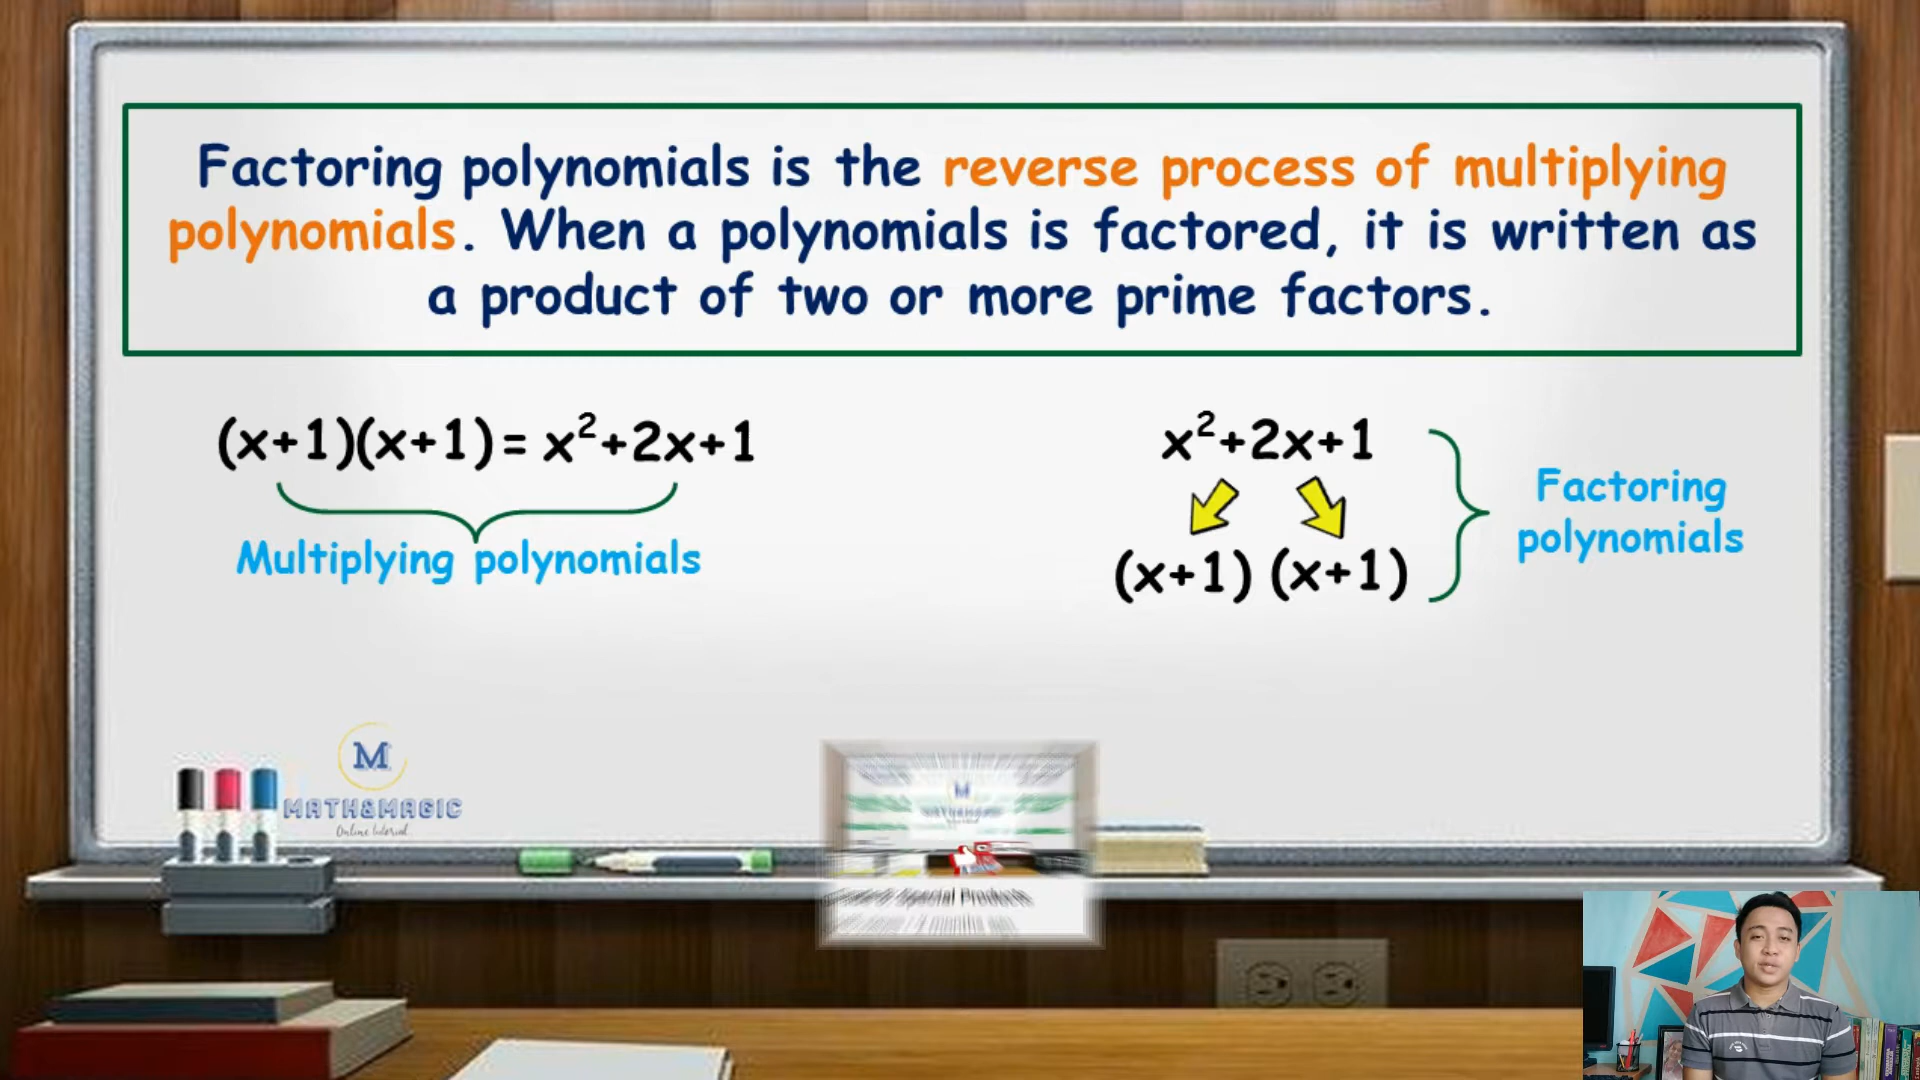 Factoring polynomials is the reverse process of multiplying
polynomials. When a polynomials is factored, it is written as
a product of two or more prime factors.
(x+1)(x+1) = x²+2x+1
Multiplying polynomials
x²+2x+1
(x+1) (x+1)
Factoring
polynomials
M
MATH&MAGIC
Online tutorial
M
Special Products